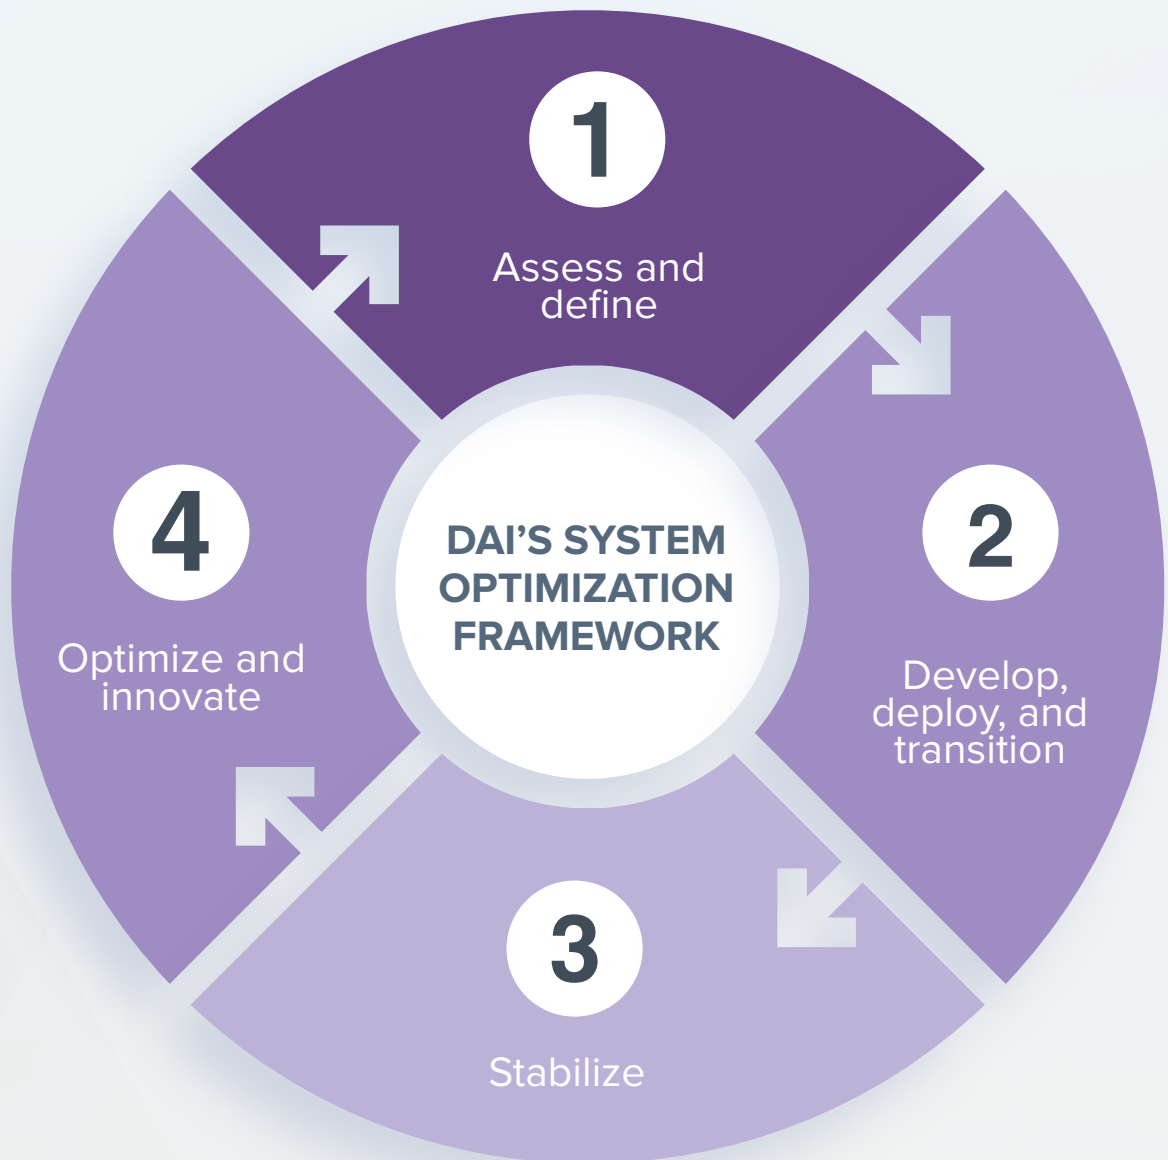 1
Assess and
define
2
Develop,
deploy, and
transition
3
Stabilize
4
Optimize and
innovate
DAI’S SYSTEM
OPTIMIZATION
FRAMEWORK